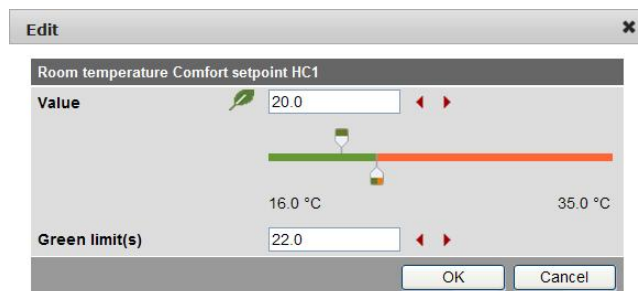 Edit
Room temperature Comfort setpoint HC1
Value 20.0
16.0 °C 35.0 °C
Green limit(s) 22.0
OK Cancel